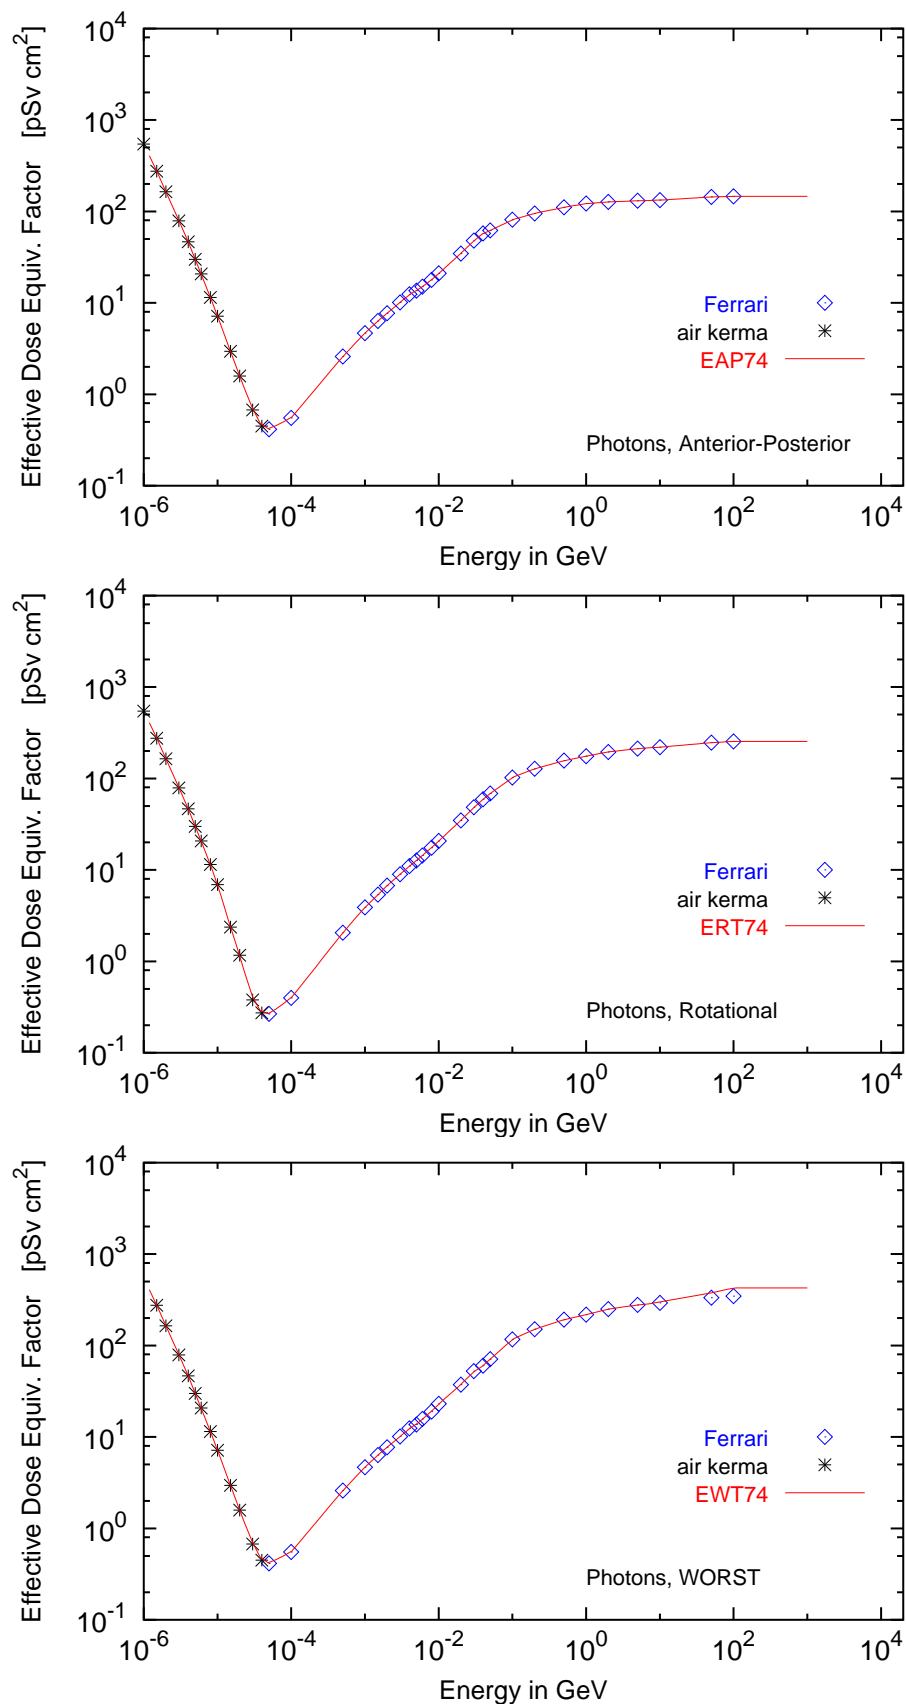 Effective Dose Equiv. Factor [pSv cm^2]
10^4
10^3
10^2
10^1
10^0
10^-1
10^-6 10^-4 10^-2 10^0 10^2 10^4
Energy in GeV
Ferrari
air kerma
EAP74
Photons, Anterior-Posterior
Effective Dose Equiv. Factor [pSv cm^2]
10^4
10^3
10^2
10^1
10^0
10^-1
10^-6 10^-4 10^-2 10^0 10^2 10^4
Energy in GeV
Ferrari
air kerma
ERT74
Photons, Rotational
Effective Dose Equiv. Factor [pSv cm^2]
10^4
10^3
10^2
10^1
10^0
10^-1
10^-6 10^-4 10^-2 10^0 10^2 10^4
Energy in GeV
Ferrari
air kerma
EWT74
Photons, WORST